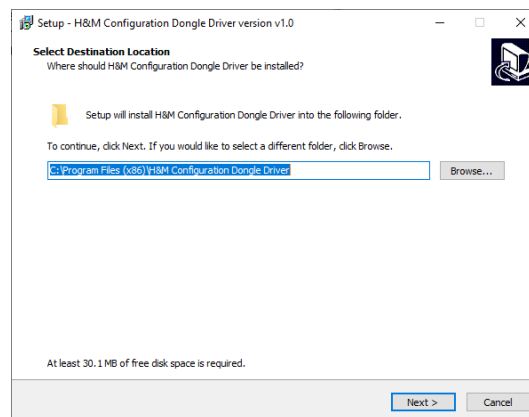 Setup - H&M Configuration Dongle Driver version v1.0
Select Destination Location
Where should H&M Configuration Dongle Driver be installed?
Setup will install H&M Configuration Dongle Driver into the following folder.
To continue, click Next. If you would like to select a different folder, click Browse.
C:\Program Files (x86)\H&M Configuration Dongle Driver
Browse...
At least 30.1 MB of free disk space is required.
Next >
Cancel